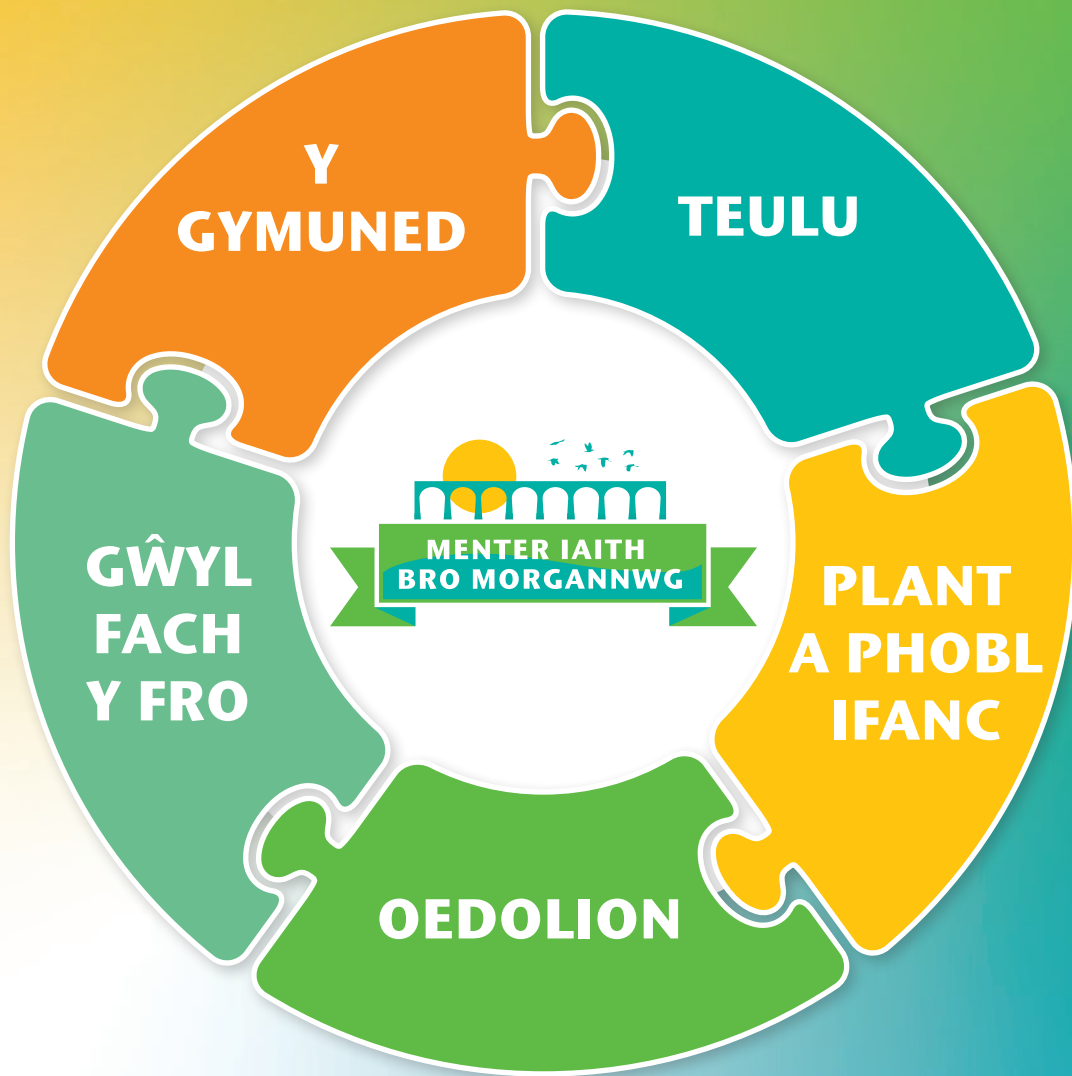 Y
GYMUNED
TEULU
GŴYL
FACH
Y FRO
MENTER IAITH
BRO MORGANNWG
PLANT
A PHOBL
IFANC
OEDOLION